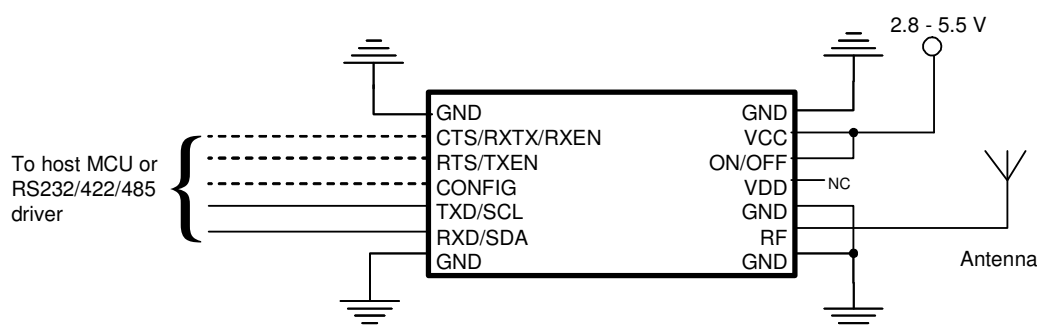 2.8 - 5.5 V
GND
CTS/RXTX/RXEN
RTS/TXEN
CONFIG
TXD/SCL
RXD/SDA
GND
GND
VCC
ON/OFF
VDD
GND
RF
GND
NC
To host MCU or
RS232/422/485
driver
Antenna